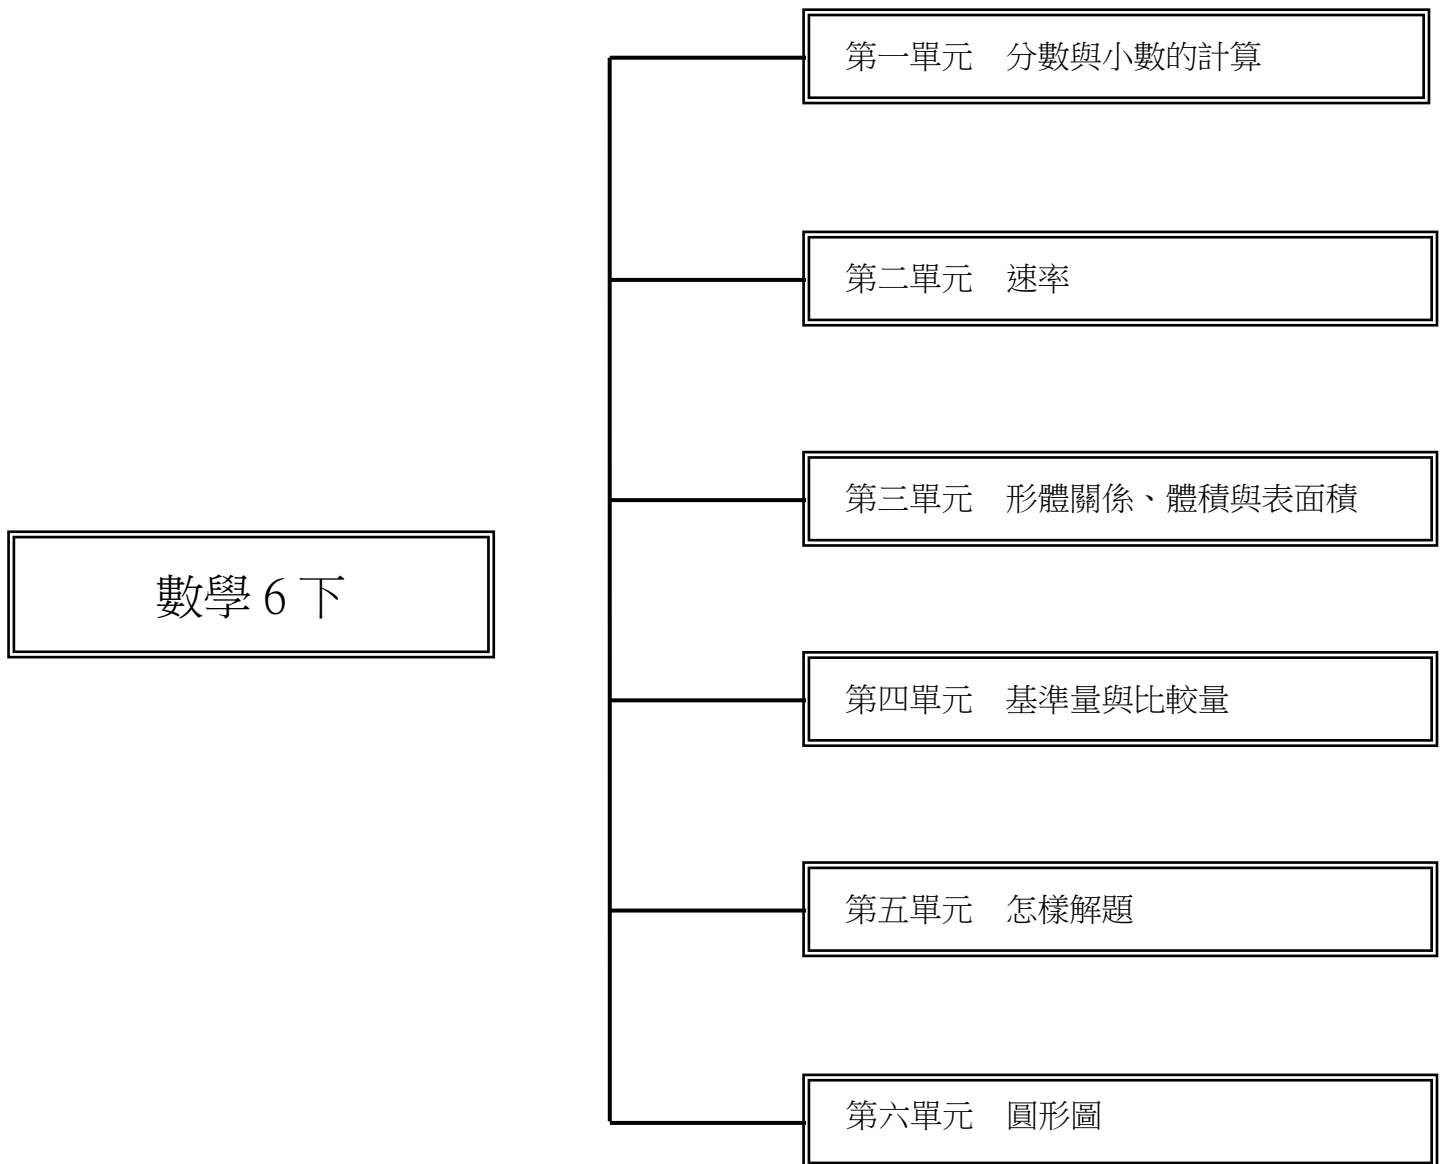 第一單元　分數與小數的計算
第二單元　速率
第三單元　形體關係、體積與表面積
數學 6 下
第四單元　基準量與比較量
第五單元　怎樣解題
第六單元　圓形圖